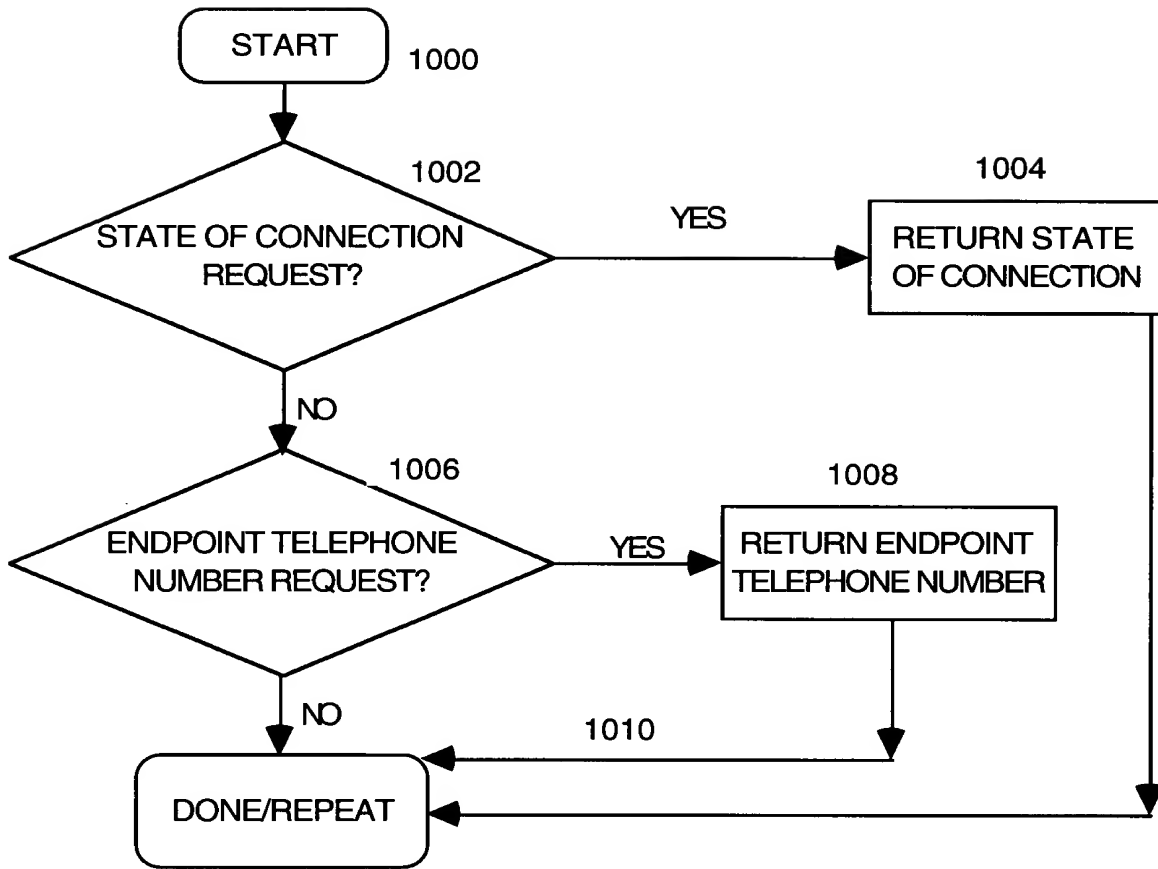 START
1000
1002
STATE OF CONNECTION
REQUEST?
YES
1004
RETURN STATE
OF CONNECTION
NO
1006
ENDPOINT TELEPHONE
NUMBER REQUEST?
YES
1008
RETURN ENDPOINT
TELEPHONE NUMBER
NO
1010
DONE/REPEAT